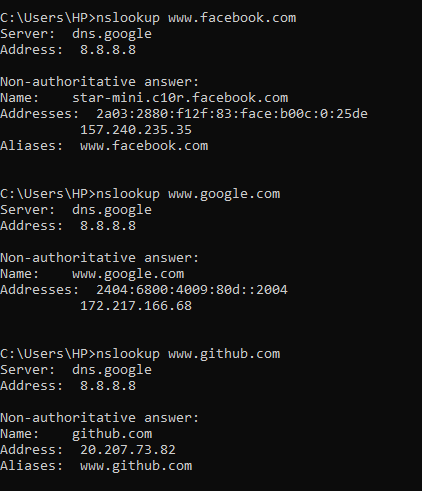 C:\Users\HP>nslookup www.facebook.com
Server:  dns.google
Address:  8.8.8.8

Non-authoritative answer:
Name:    star-mini.c10r.facebook.com
Addresses:  2a03:2880:f12f:83:face:b00c:0:25de
          157.240.235.35
Aliases:  www.facebook.com


C:\Users\HP>nslookup www.google.com
Server:  dns.google
Address:  8.8.8.8

Non-authoritative answer:
Name:    www.google.com
Addresses:  2404:6800:4009:80d::2004
          172.217.166.68


C:\Users\HP>nslookup www.github.com
Server:  dns.google
Address:  8.8.8.8

Non-authoritative answer:
Name:    github.com
Address:  20.207.73.82
Aliases:  www.github.com